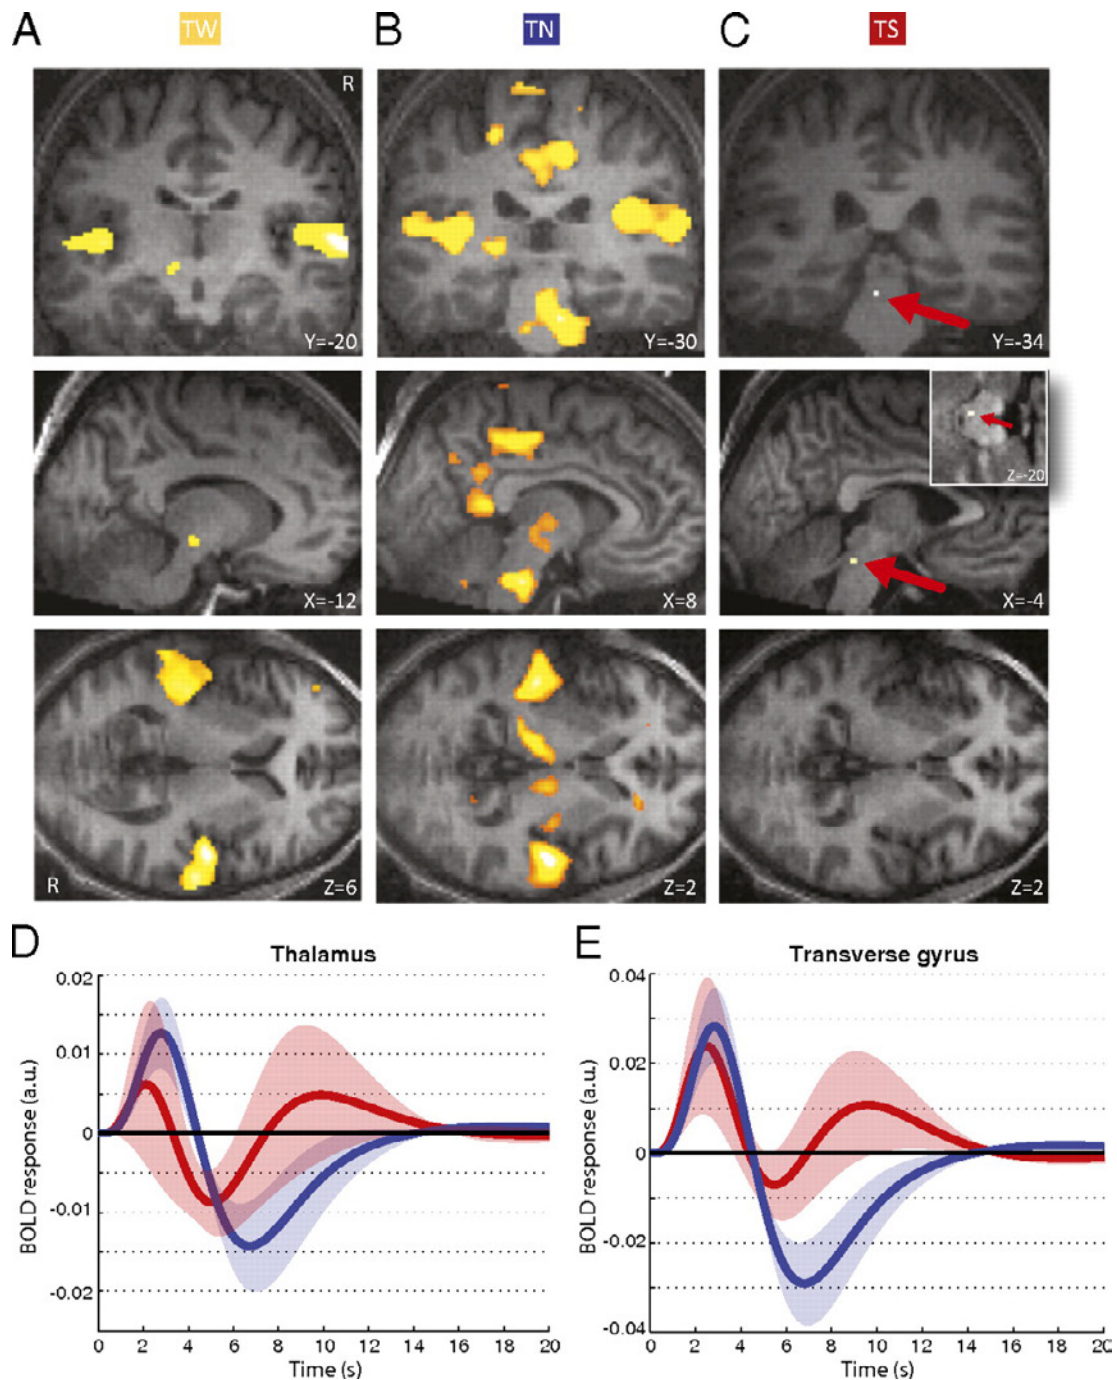 A TW B TN C TS
R
Y=-20 Y=-30 Y=-34
Z=-20
X=-12 X=8 X=-4
R Z=6 Z=2 Z=2
D Thalamus
0.02
0.01
0
-0.01
-0.02
BOLD response (a.u.)
0 2 4 6 8 10 12 14 16 18 20
Time (s)
E Transverse gyrus
0.04
0.02
0
-0.02
-0.04
BOLD response (a.u.)
0 2 4 6 8 10 12 14 16 18 20
Time (s)